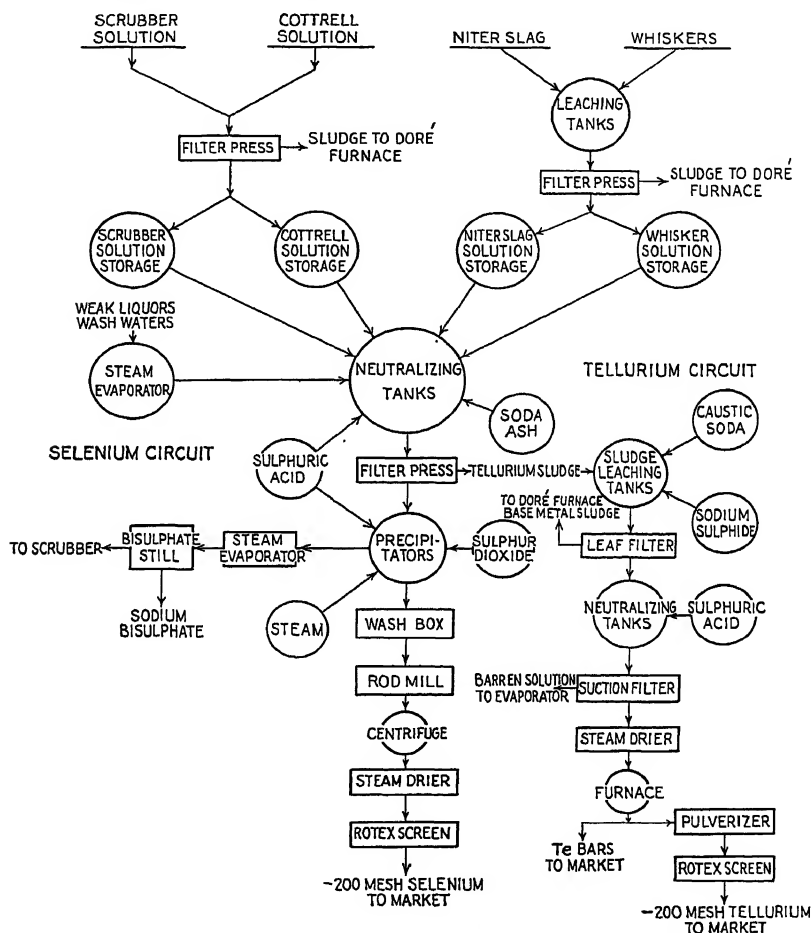 SCRUBBER
SOLUTION
COTTRELL
SOLUTION
NITER SLAG
WHISKERS
LEACHING
TANKS
FILTER PRESS
SLUDGE TO DORÉ
FURNACE
FILTER PRESS
SLUDGE TO DORÉ
FURNACE
SCRUBBER
SOLUTION
STORAGE
COTTRELL
SOLUTION
STORAGE
NITER SLAG
SOLUTION
STORAGE
WHISKER
SOLUTION
STORAGE
WEAK LIQUORS
WASH WATERS
STEAM
EVAPORATOR
NEUTRALIZING
TANKS
TELLURIUM CIRCUIT
SODA
ASH
CAUSTIC
SODA
SELENIUM CIRCUIT
SULPHURIC
ACID
FILTER PRESS
TELLURIUM SLUDGE
SLUDGE
LEACHING
TANKS
TO DORÉ FURNACE
BASE METAL SLUDGE
SODIUM
SULPHIDE
TO SCRUBBER
BISULPHATE
STILL
STEAM
EVAPORATOR
PRECIPI-
TATORS
SULPHUR
DIOXIDE
LEAF FILTER
SODIUM
BISULPHATE
STEAM
WASH BOX
NEUTRALIZING
TANKS
SULPHURIC
ACID
ROD MILL
BARREN SOLUTION
TO EVAPORATOR
SUCTION FILTER
CENTRIFUGE
STEAM DRIER
STEAM DRIER
FURNACE
ROTEX SCREEN
Te BARS
TO MARKET
PULVERIZER
ROTEX SCREEN
-200 MESH SELENIUM
TO MARKET
-200 MESH TELLURIUM
TO MARKET